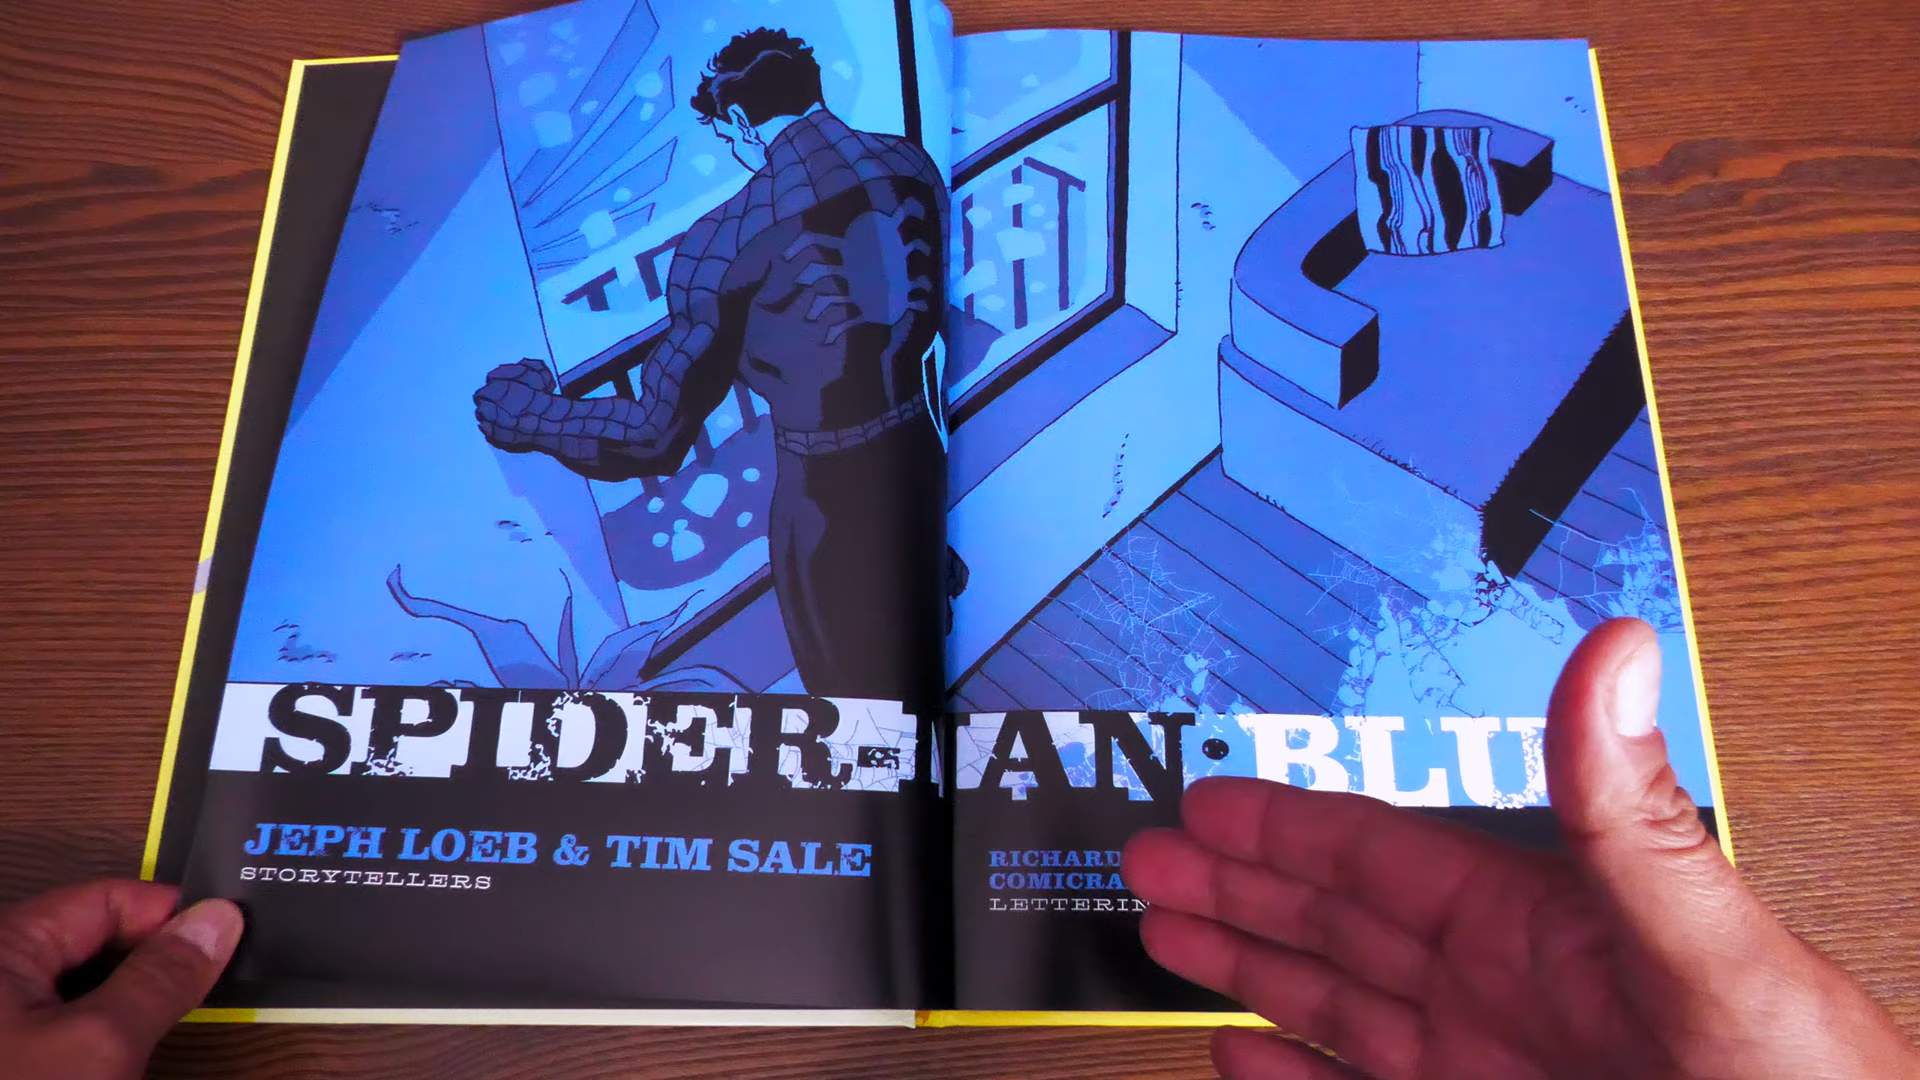 SPIDER-MAN · BLU
JEPH LOEB & TIM SALE
STORYTELLERS
RICHARD
COMICRA
LETTERIN